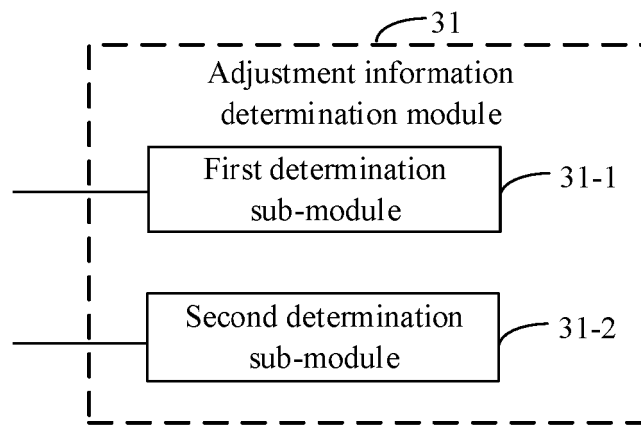 31
Adjustment information
determination module
First determination
sub-module
31-1
Second determination
sub-module
31-2